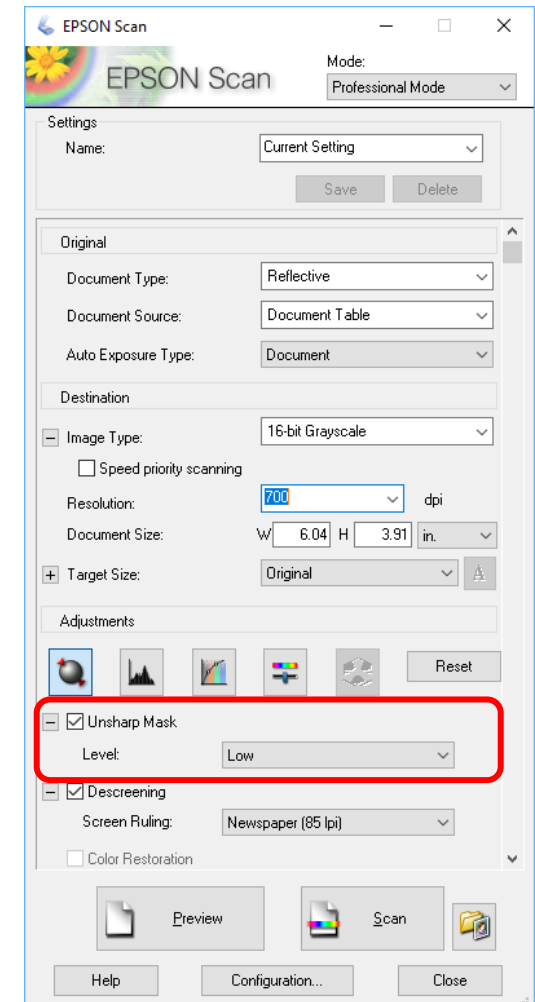 EPSON Scan
EPSON Scan
Mode:
Professional Mode
Settings
Name: Current Setting
Save Delete
Original
Document Type: Reflective
Document Source: Document Table
Auto Exposure Type: Document
Destination
Image Type: 16-bit Grayscale
Speed priority scanning
Resolution: 700 dpi
Document Size: W 6.04 H 3.91 in.
Target Size: Original A
Adjustments
Reset
Unsharp Mask
Level: Low
Descreening
Screen Ruling: Newspaper (85 lpi)
Color Restoration
Preview Scan
Help Configuration... Close